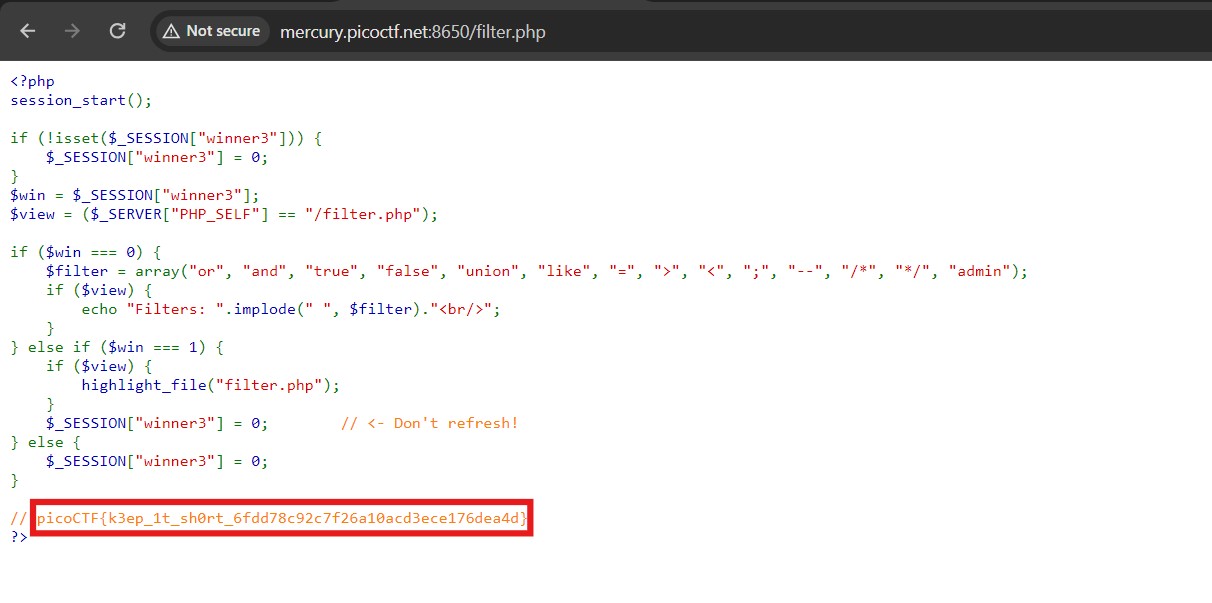 Not secure mercury.picoctf.net:8650/filter.php
<?php
session_start();
if (!isset($_SESSION["winner3"])) {
    $_SESSION["winner3"] = 0;
}
$win = $_SESSION["winner3"];
$view = ($_SERVER["PHP_SELF"] == "/filter.php");
if ($win === 0) {
    $filter = array("or", "and", "true", "false", "union", "like", "=", ">", "<", ";", "--", "/*", "*/", "admin");
    if ($view) {
        echo "Filters: ".implode(" ", $filter)."<br/>";
    }
} else if ($win === 1) {
    if ($view) {
        highlight_file("filter.php");
    }
    $_SESSION["winner3"] = 0;        // <- Don't refresh!
} else {
    $_SESSION["winner3"] = 0;
}
// picoCTF{k3ep_1t_sh0rt_6fdd78c92c7f26a10acd3ece176dea4d}
?>